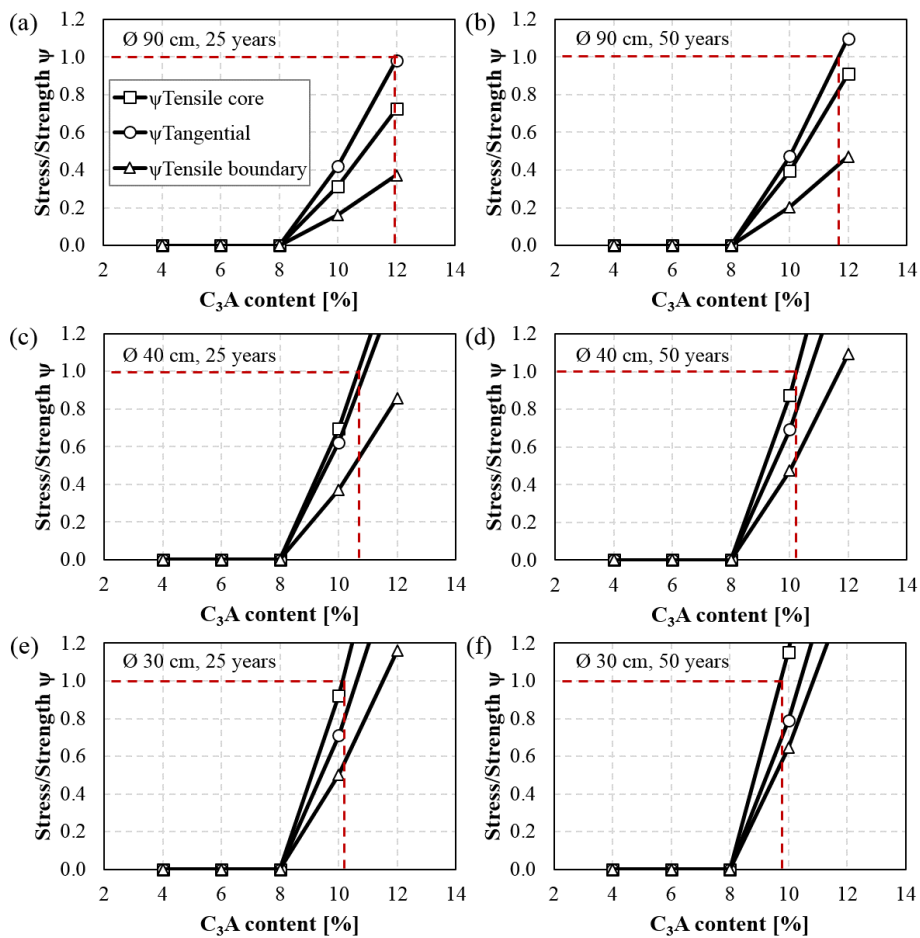 (a)
Ø 90 cm, 25 years
Stress/Strength ψ
1.2
1.0
0.8
0.6
0.4
0.2
0.0
ψTensile core
ψTangential
ψTensile boundary
2 4 6 8 10 12 14
C₃A content [%]
(b)
Ø 90 cm, 50 years
Stress/Strength ψ
1.2
1.0
0.8
0.6
0.4
0.2
0.0
2 4 6 8 10 12 14
C₃A content [%]
(c)
Ø 40 cm, 25 years
Stress/Strength ψ
1.2
1.0
0.8
0.6
0.4
0.2
0.0
2 4 6 8 10 12 14
C₃A content [%]
(d)
Ø 40 cm, 50 years
Stress/Strength ψ
1.2
1.0
0.8
0.6
0.4
0.2
0.0
2 4 6 8 10 12 14
C₃A content [%]
(e)
Ø 30 cm, 25 years
Stress/Strength ψ
1.2
1.0
0.8
0.6
0.4
0.2
0.0
2 4 6 8 10 12 14
C₃A content [%]
(f)
Ø 30 cm, 50 years
Stress/Strength ψ
1.2
1.0
0.8
0.6
0.4
0.2
0.0
2 4 6 8 10 12 14
C₃A content [%]